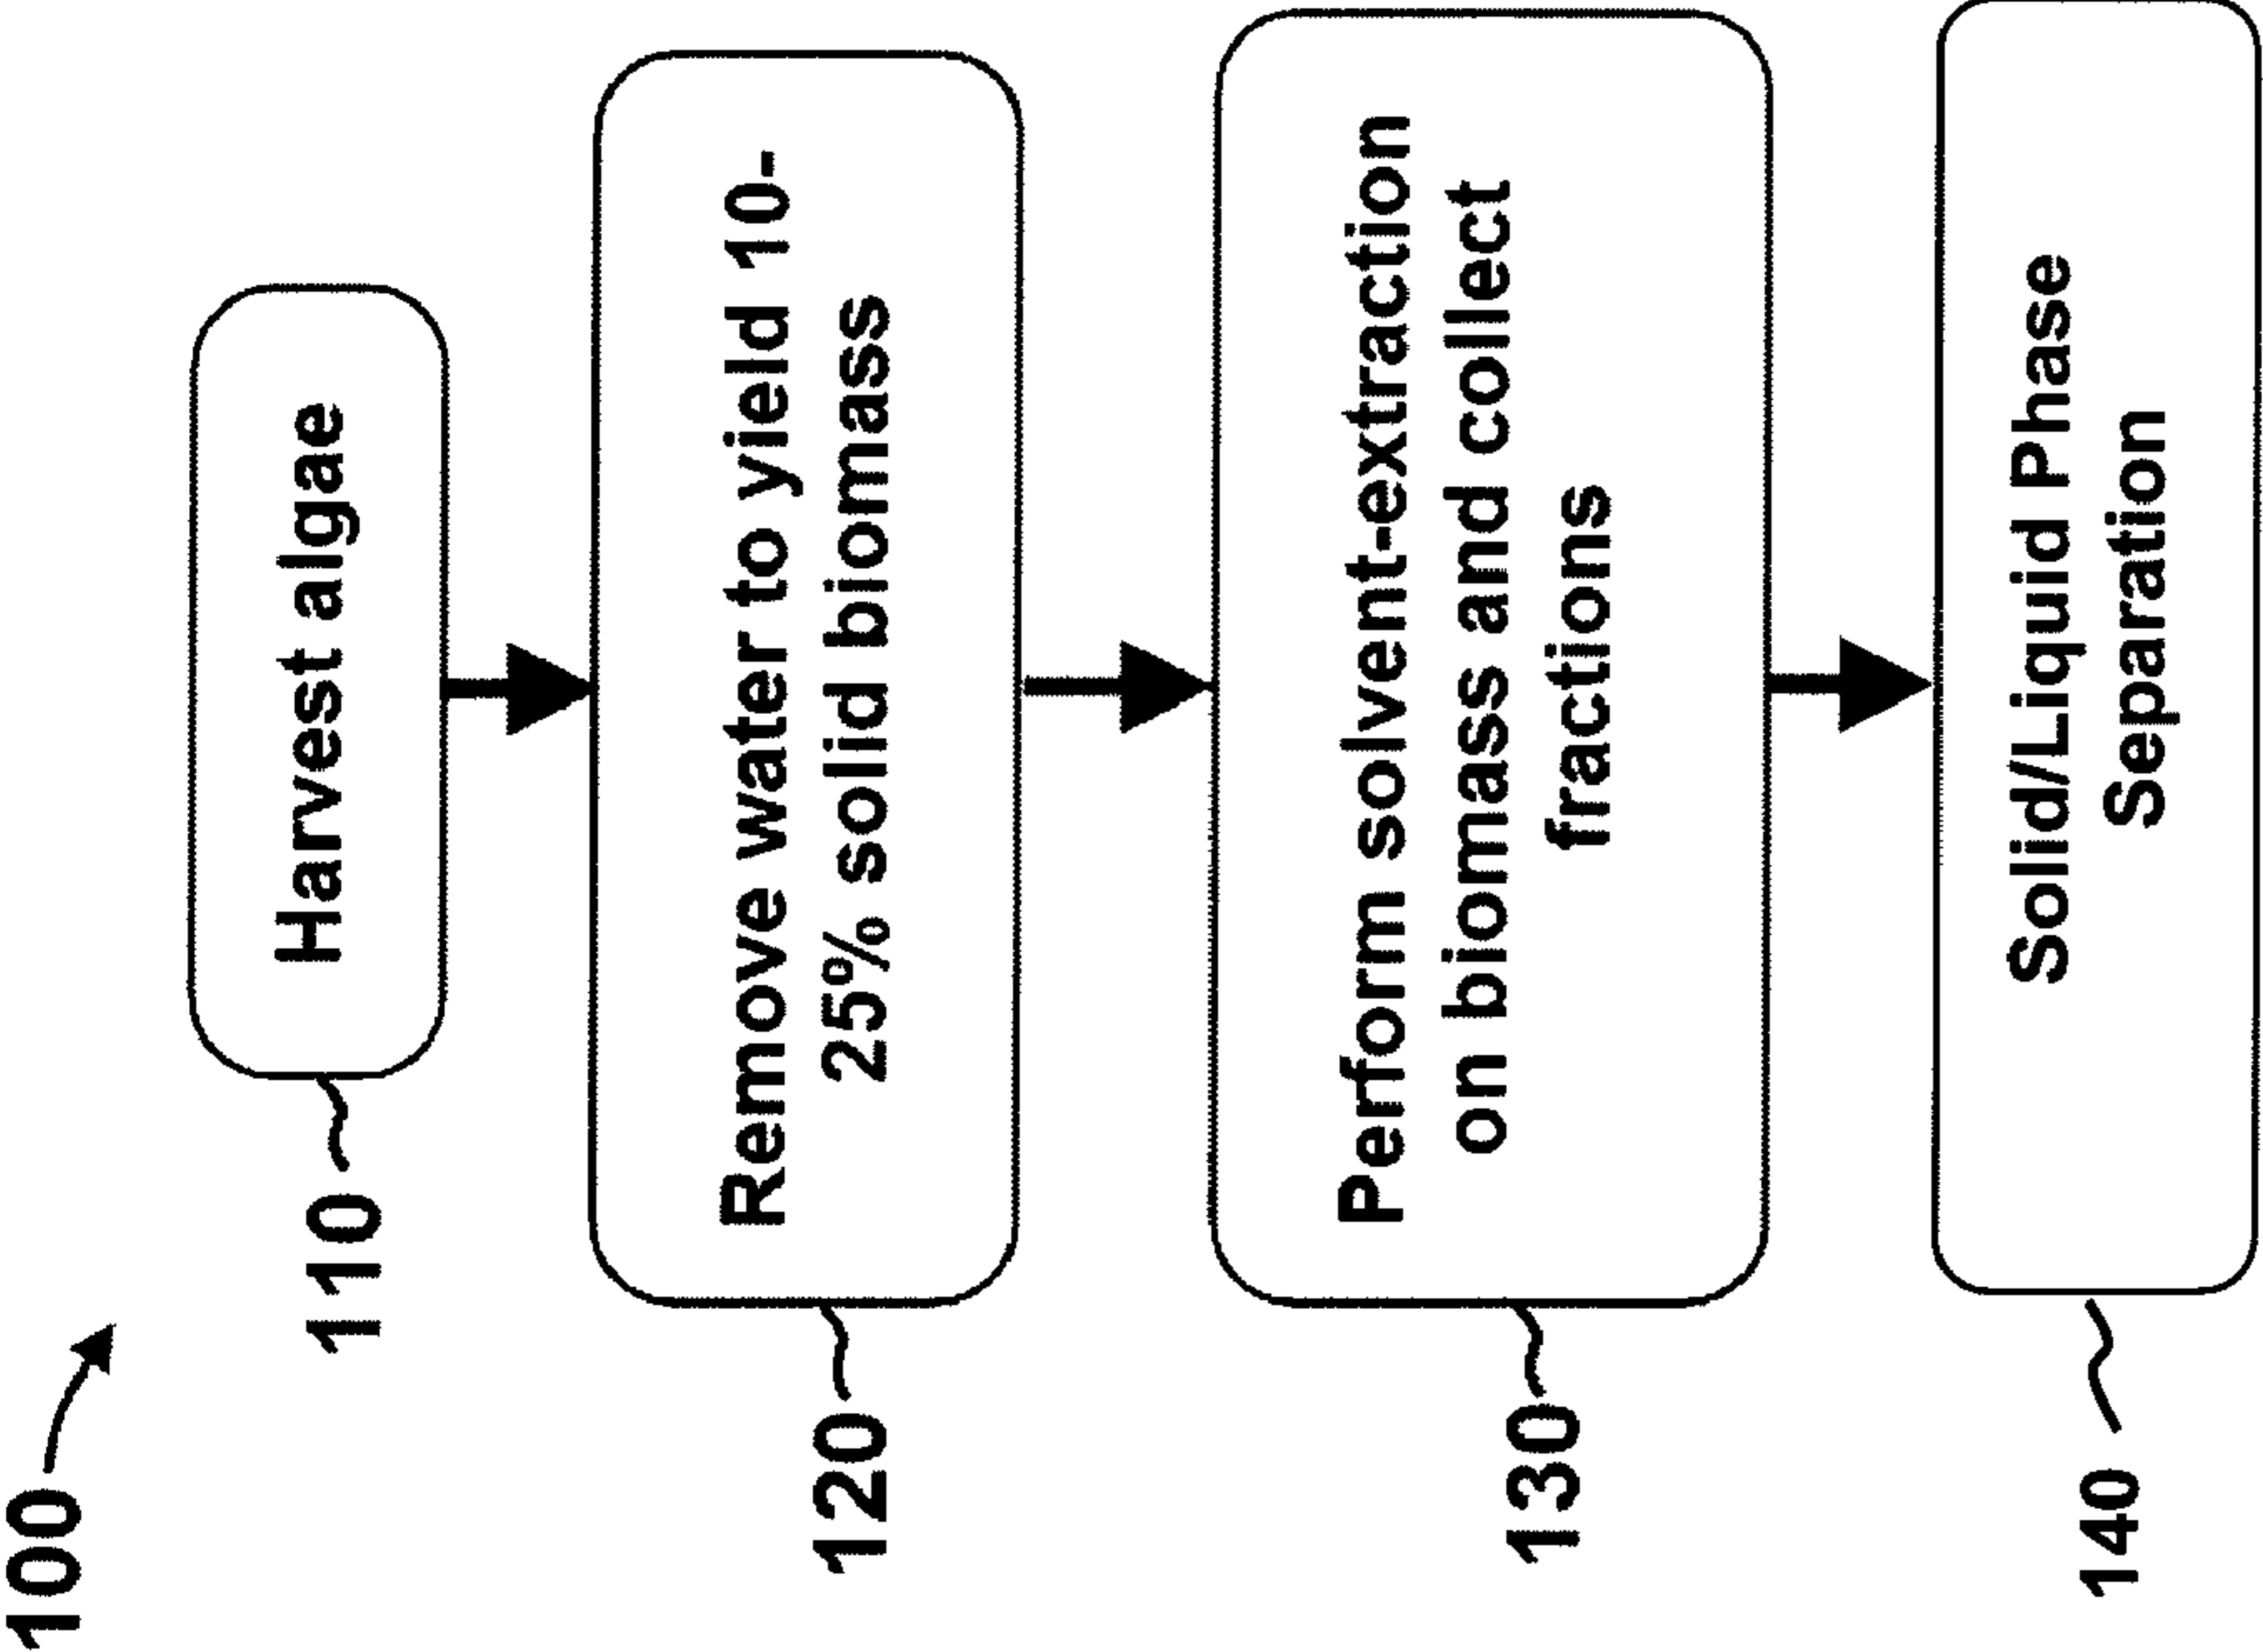 100
110
Harvest algae
120
Remove water to yield 10-
25% solid biomass
130
Perform solvent-extraction
on biomass and collect
fractions
140
Solid/Liquid Phase
Separation